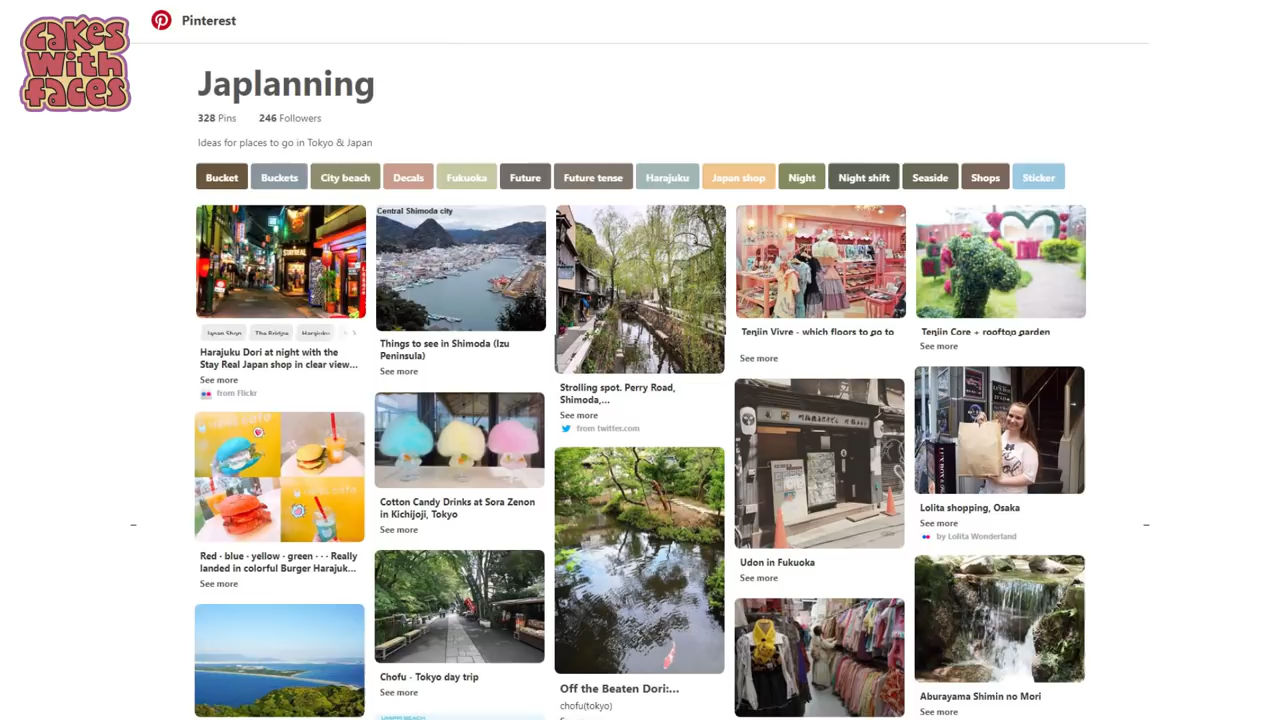 cakes
With
faces
Pinterest
Japlanning
328 Pins 246 Followers
Ideas for places to go in Tokyo & Japan
Bucket Buckets City beach Decals Fukuoka Future Future tense Harajuku Japan shop Night Night shift Seaside Shops Sticker
Japan Shop The Bridge Harajuku
Harajuku Dori at night with the
Stay Real Japan shop in clear view...
See more
from Flickr
Red · blue · yellow · green · · · Really
landed in colorful Burger Harajuk...
See more
Central Shimoda city
Things to see in Shimoda (Izu
Peninsula)
See more
Cotton Candy Drinks at Sora Zenon
in Kichijoji, Tokyo
See more
Chofu - Tokyo day trip
See more
UMIPRI BEACH
Strolling spot. Perry Road,
Shimoda,...
See more
from twitter.com
Off the Beaten Dori:...
chofu(tokyo)
Tenjin Vivre - which floors to go to
See more
Udon in Fukuoka
See more
Tenjin Core + rooftop garden
See more
Lolita shopping, Osaka
See more
by Lolita Wonderland
Aburayama Shimin no Mori
See more